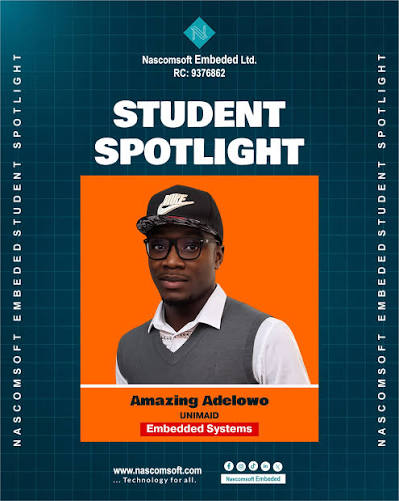 Nascomsoft Embeded Ltd.
RC: 9376862
STUDENT
SPOTLIGHT
NASCOMSOFT EMBEDED STUDENT SPOTLIGHT
NASCOMSOFT EMBEDED STUDENT SPOTLIGHT
NIKE
Amazing Adelowo
UNIMAID
Embedded Systems
www.nascomsoft.com
... Technology for all.
Nascomsoft Embeded